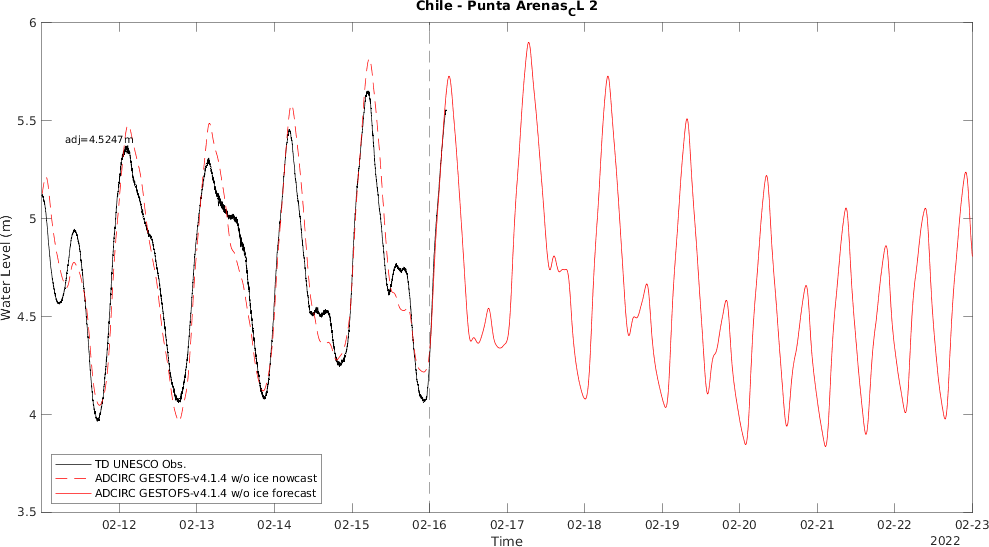 Chile - Punta Arenas_CL 2
6
5.5
5
4.5
4
3.5
Water Level (m)
adj=4.5247m
TD UNESCO Obs.
ADCIRC GESTOFS-v4.1.4 w/o ice nowcast
ADCIRC GESTOFS-v4.1.4 w/o ice forecast
02-12 02-13 02-14 02-15 02-16 02-17 02-18 02-19 02-20 02-21 02-22 02-23
Time
2022